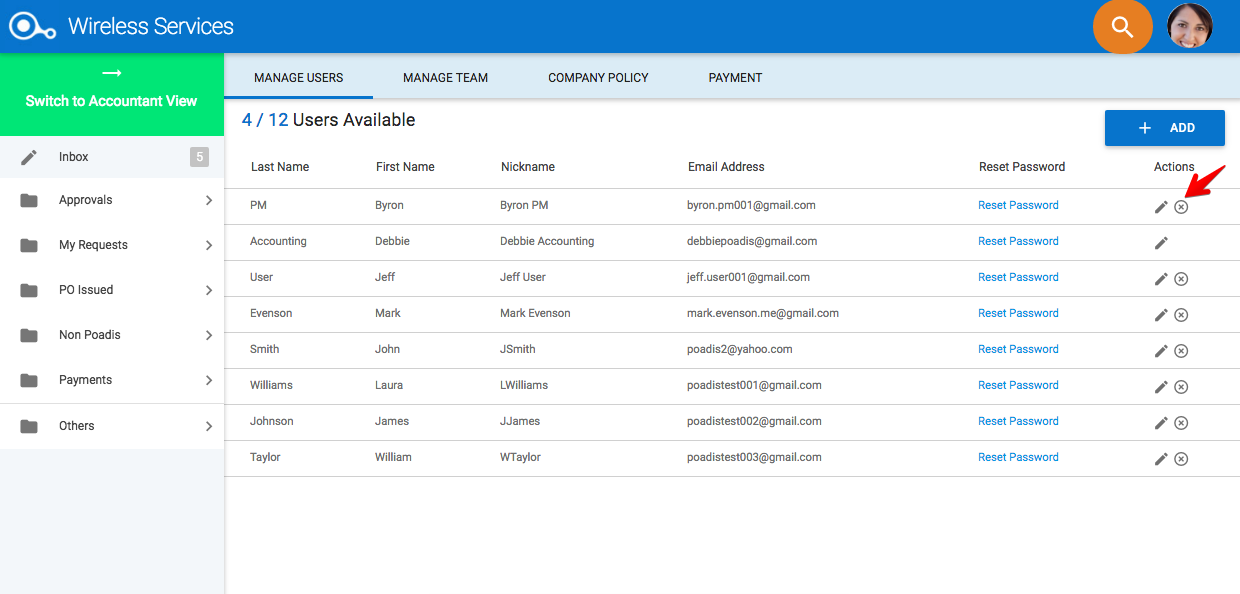 Wireless Services
Switch to Accountant View
Inbox 5
Approvals
My Requests
PO Issued
Non Poadis
Payments
Others
MANAGE USERS MANAGE TEAM COMPANY POLICY PAYMENT
4 / 12 Users Available
+ ADD
Last Name First Name Nickname Email Address Reset Password Actions
PM Byron Byron PM byron.pm001@gmail.com Reset Password
Accounting Debbie Debbie Accounting debbiepoadis@gmail.com Reset Password
User Jeff Jeff User jeff.user001@gmail.com Reset Password
Evenson Mark Mark Evenson mark.evenson.me@gmail.com Reset Password
Smith John JSmith poadis2@yahoo.com Reset Password
Williams Laura LWilliams poadistest001@gmail.com Reset Password
Johnson James JJames poadistest002@gmail.com Reset Password
Taylor William WTaylor poadistest003@gmail.com Reset Password